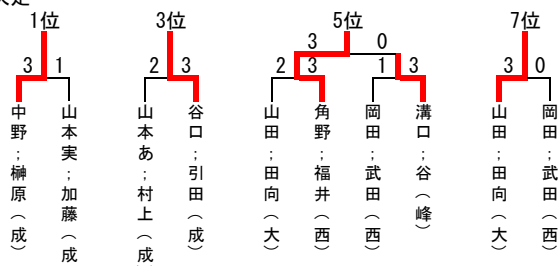 1位 3位 5位 7位
3 0
3 1 2 3 2 3 1 3 3 0
中野；榊原（成）
山本実；加藤（成
山本あ；村上（成
谷口；引田（成）
山田；田向（大）
角野；福井（西）
岡田；武田（西）
溝口；谷（峰）
山田；田向（大）
岡田；武田（西）